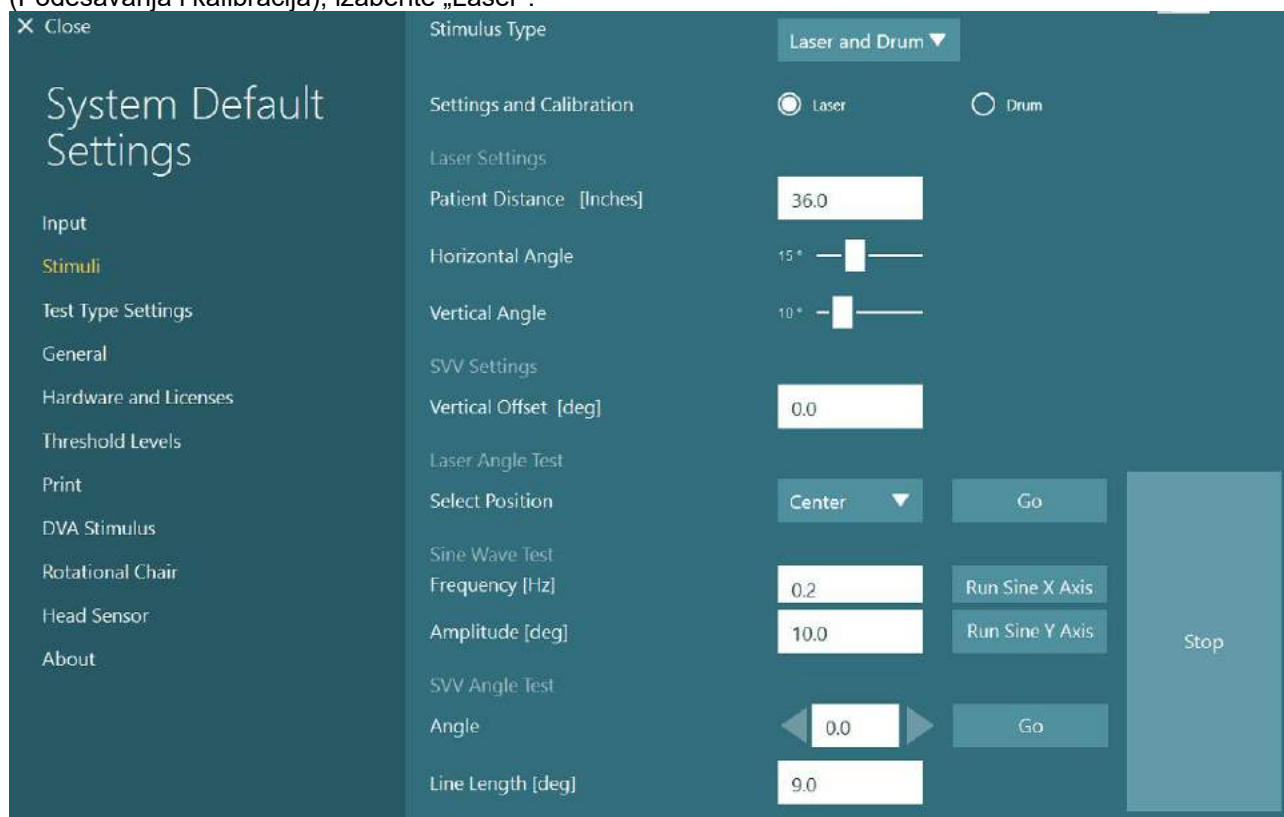 (Podešavanja i kalibracija), izaberite „Laser“.
Close
System Default
Settings
Input
Stimuli
Test Type Settings
General
Hardware and Licenses
Threshold Levels
Print
DVA Stimulus
Rotational Chair
Head Sensor
About
Stimulus Type Laser and Drum
Settings and Calibration Laser Drum
Laser Settings
Patient Distance [Inches] 36.0
Horizontal Angle 15°
Vertical Angle 10°
SVV Settings
Vertical Offset [deg] 0.0
Laser Angle Test
Select Position Center Go
Sine Wave Test
Frequency [Hz] 0.2 Run Sine X Axis
Amplitude [deg] 10.0 Run Sine Y Axis
Stop
SVV Angle Test
Angle 0.0 Go
Line Length [deg] 9.0